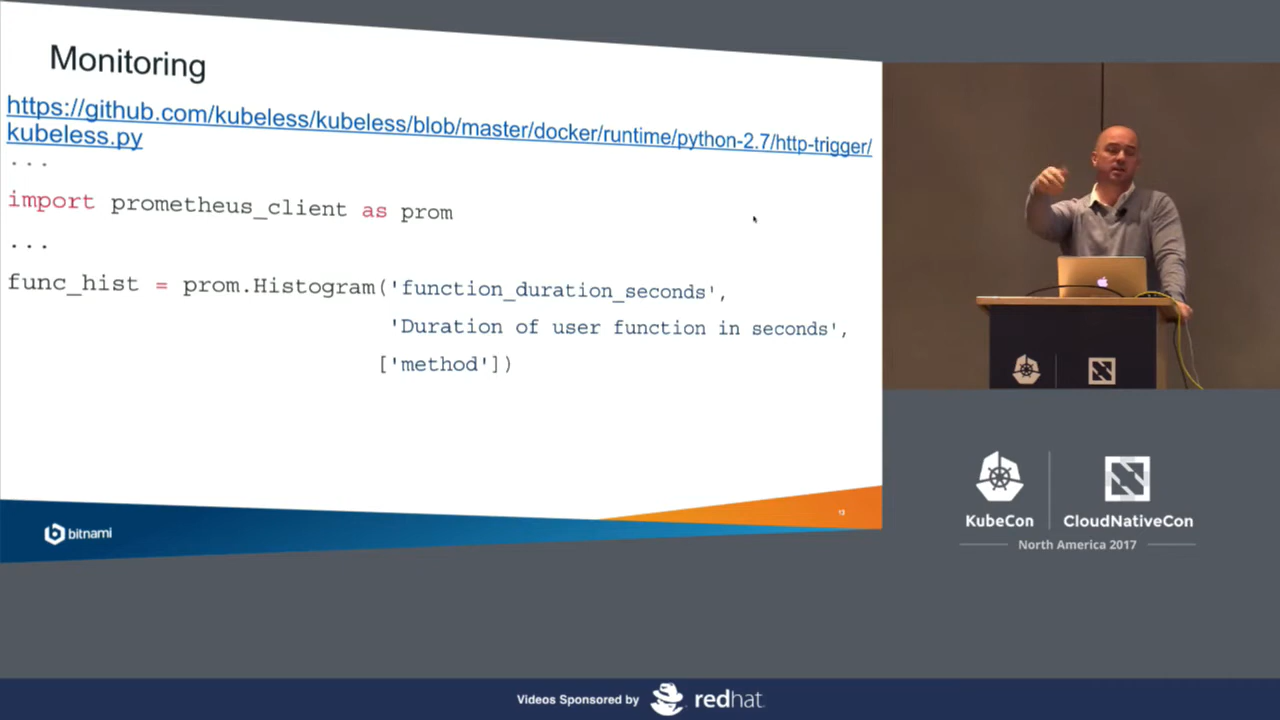 Monitoring
https://github.com/kubeless/kubeless/blob/master/docker/runtime/python-2.7/http-trigger/
kubeless.py
...
import prometheus_client as prom
...
func_hist = prom.Histogram('function_duration_seconds',
'Duration of user function in seconds',
['method'])
bitnami
13
KubeCon
CloudNativeCon
North America 2017
Videos Sponsored by
redhat.